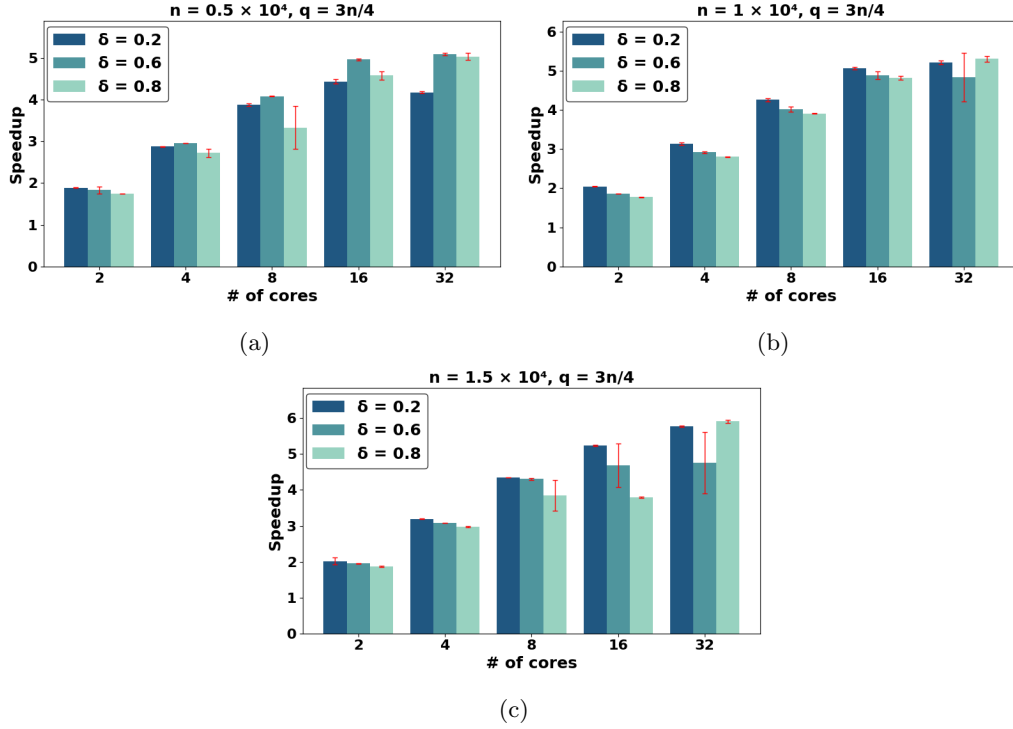 n = 0.5 × 10⁴, q = 3n/4
δ = 0.2
δ = 0.6
δ = 0.8
Speedup
5
4
3
2
1
0
2 4 8 16 32
# of cores
(a)
n = 1 × 10⁴, q = 3n/4
δ = 0.2
δ = 0.6
δ = 0.8
Speedup
6
5
4
3
2
1
0
2 4 8 16 32
# of cores
(b)
n = 1.5 × 10⁴, q = 3n/4
δ = 0.2
δ = 0.6
δ = 0.8
Speedup
6
5
4
3
2
1
0
2 4 8 16 32
# of cores
(c)